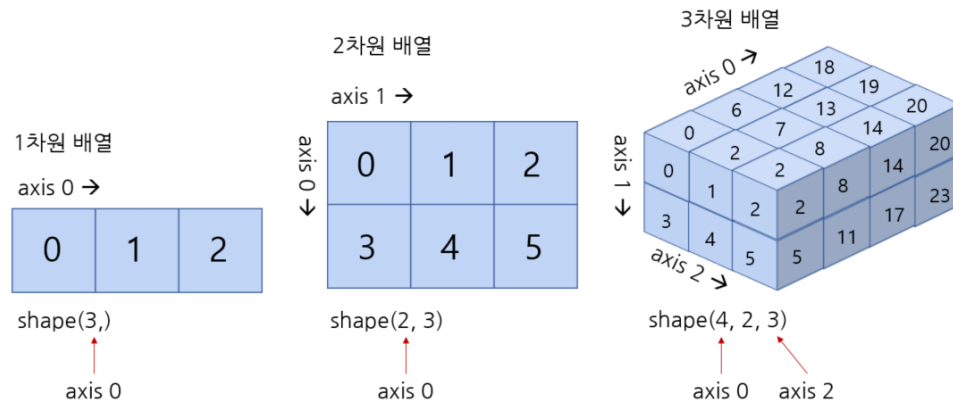 1차원 배열
axis 0 →
0 1 2
shape(3,)
axis 0
2차원 배열
axis 1 →
axis 0 →
0 1 2
3 4 5
shape(2, 3)
axis 0
3차원 배열
axis 0 →
axis 1 →
axis 2 →
0 6 12 18
2 7 13 19
2 8 14 20
0 1 2
3 4 5
2 8 14 20
5 11 17 23
shape(4, 2, 3)
axis 0
axis 2